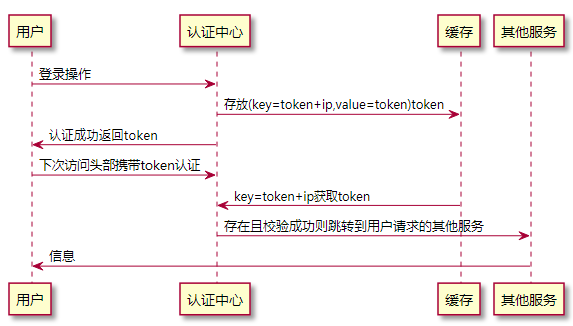 用户 认证中心 缓存 其他服务
登录操作
存放(key=token+ip,value=token)token
认证成功返回token
下次访问头部携带token认证
key=token+ip获取token
存在且校验成功则跳转到用户请求的其他服务
信息
用户 认证中心 缓存 其他服务